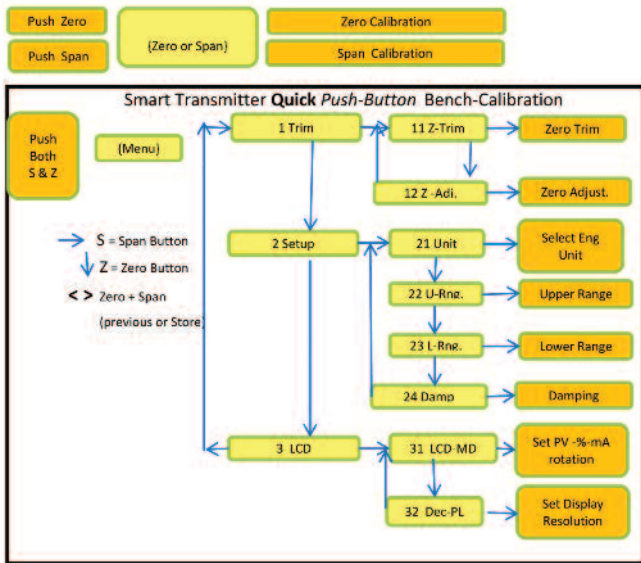 Push Zero
Push Span
(Zero or Span)
Zero Calibration
Span Calibration
Smart Transmitter Quick Push-Button Bench-Calibration
Push
Both
S & Z
(Menu)
1 Trim
11 Z-Trim
Zero Trim
12 Z -Adi.
Zero Adjust.
S = Span Button
Z = Zero Button
< > Zero + Span
(previous or Store)
2 Setup
21 Unit
Select Eng
Unit
22 U-Rng.
Upper Range
23 L-Rng.
Lower Range
24 Damp
Damping
3 LCD
31 LCD-MD
Set PV -%-mA
rotation
32 Dec-PL
Set Display
Resolution